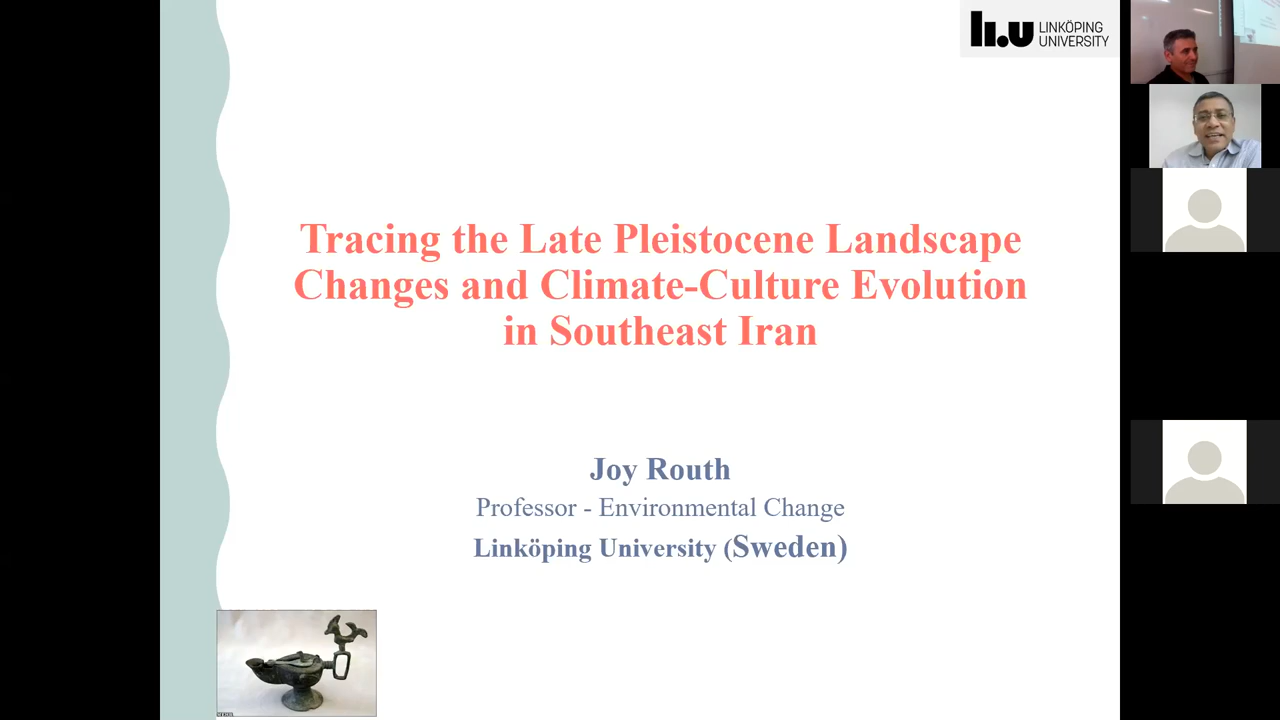 li.u LINKÖPING
UNIVERSITY
Tracing the Late Pleistocene Landscape
Changes and Climate-Culture Evolution
in Southeast Iran
Joy Routh
Professor - Environmental Change
Linköping University (Sweden)